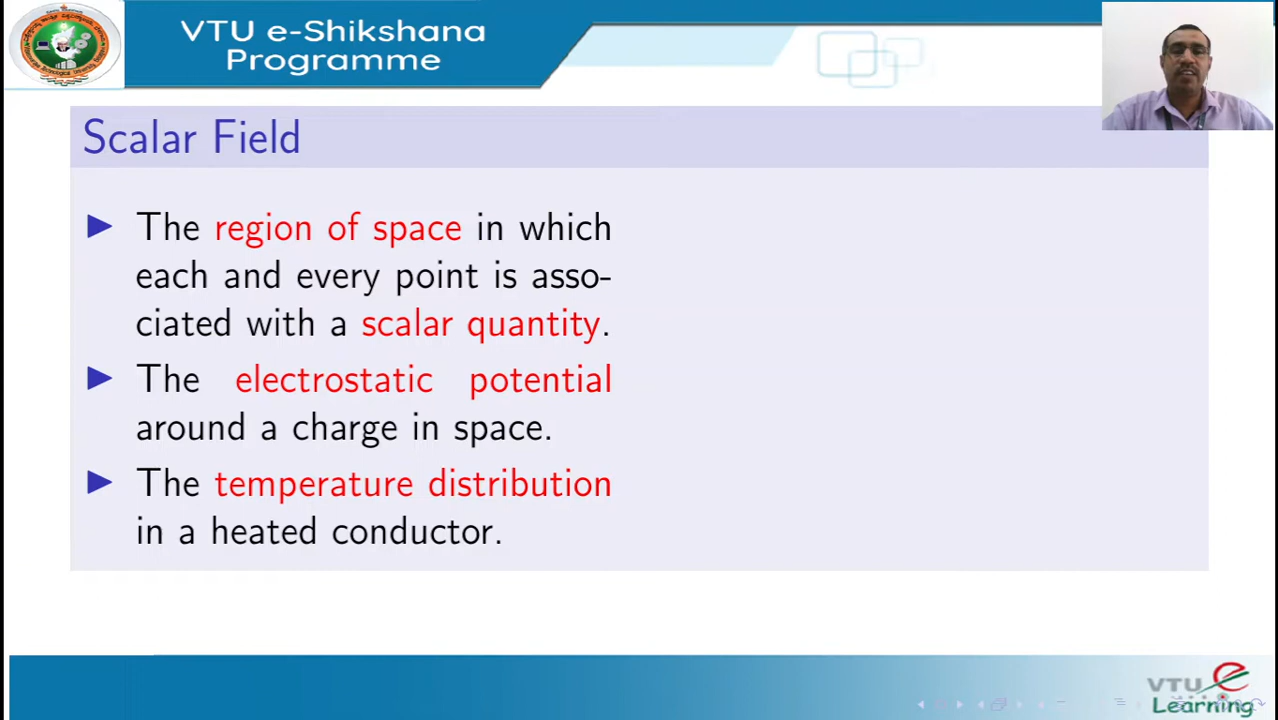 VTU e-Shikshana
Programme
Scalar Field
The region of space in which
each and every point is asso-
ciated with a scalar quantity.
The electrostatic potential
around a charge in space.
The temperature distribution
in a heated conductor.
VTU e
Learning